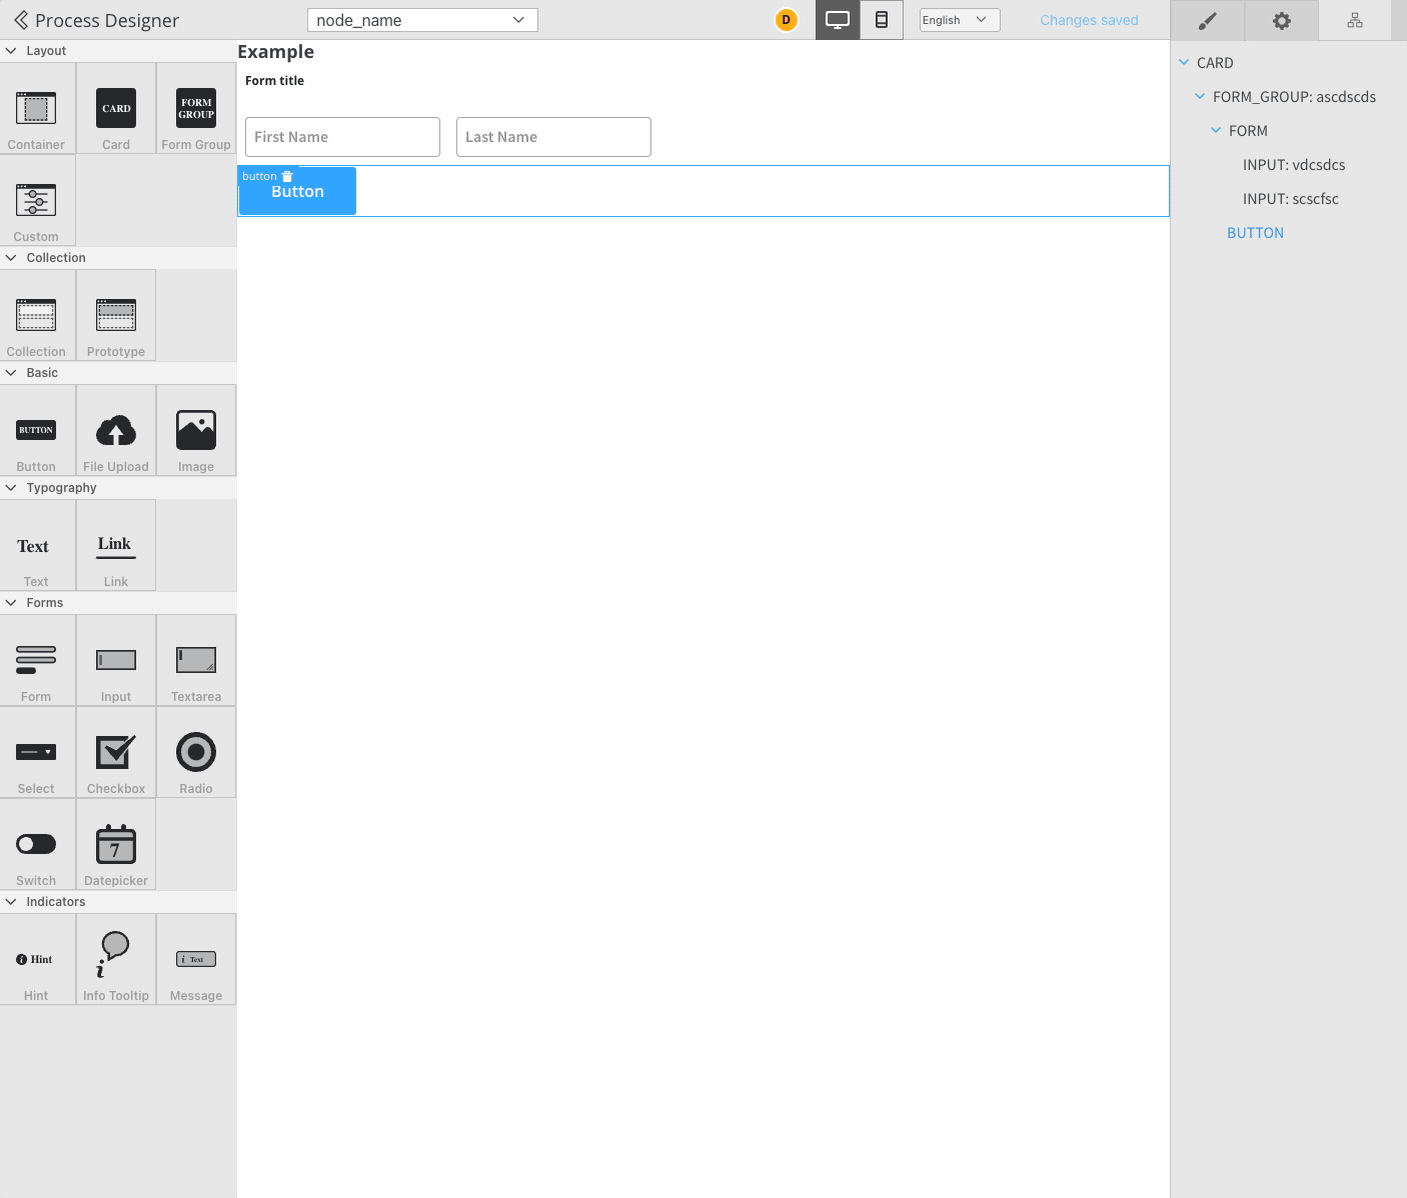 Process Designer
node_name
D
English
Changes saved
Layout
CARD
FORM
GROUP
Container
Card
Form Group
Custom
Collection
Collection
Prototype
Basic
BUTTON
Button
File Upload
Image
Typography
Text
Link
Text
Link
Forms
Form
Input
Textarea
Select
Checkbox
Radio
7
Switch
Datepicker
Indicators
i Hint
i
i Text
Hint
Info Tooltip
Message
Example
Form title
First Name
Last Name
button
Button
CARD
FORM_GROUP: ascdscds
FORM
INPUT: vdcsdcs
INPUT: scscfsc
BUTTON